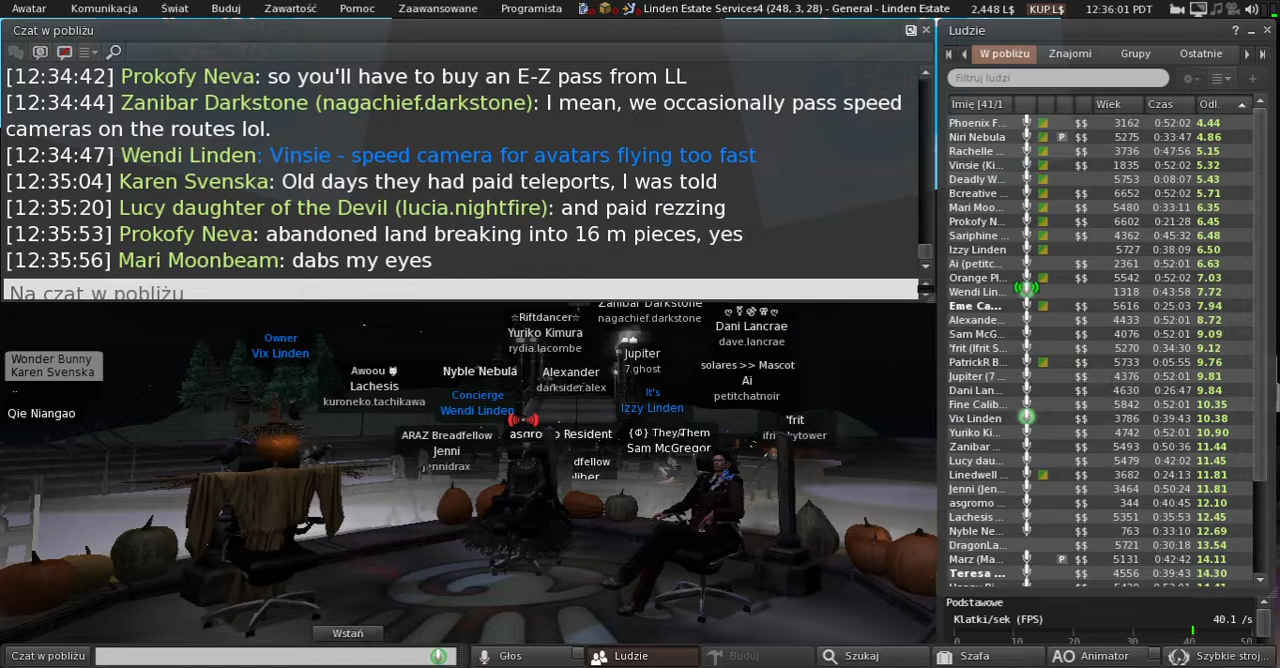 Awatar Komunikacja Świat Buduj Zawartość Pomoc Zaawansowane Programista Linden Estate Services4 (248, 3, 28) - General - Linden Estate 2,448 L$ KUP L$ 12:36:01 PDT
Czat w pobliżu
[12:34:42] Prokofy Neva: so you'll have to buy an E-Z pass from LL
[12:34:44] Zanibar Darkstone (nagachief.darkstone): I mean, we occasionally pass speed
cameras on the routes lol.
[12:34:47] Wendi Linden: Vinsie - speed camera for avatars flying too fast
[12:35:04] Karen Svenska: Old days they had paid teleports, I was told
[12:35:20] Lucy daughter of the Devil (lucia.nightfire): and paid rezzing
[12:35:53] Prokofy Neva: abandoned land breaking into 16 m pieces, yes
[12:35:56] Mari Moonbeam: dabs my eyes
Na czat w pobliżu
Zanibar Darkstone
nagachief.darkstone
☆Riftdancer☆
Yuriko Kimura
rydia.lacombe
Dani Lancrae
dave.lancrae
Owner
Vix Linden
Wonder Bunny
Karen Svenska
Jupiter
7.ghost
solares >> Mascot
Ai
petitchatnoir
Awoou
Lachesis
kuroneko.tachikawa
Nyble Nebula
Alexander
darksider.alex
Concierge
Wendi Linden
It's
Izzy Linden
..
Qie Niangao
ARAZ Breadfellow
Jenni
jennidrax
asgro o Resident
{Φ} They/Them
Sam McGregor
'frit
dfellow
Wstań
Ludzie
W pobliżu Znajomi Grupy Ostatnie
Filtruj ludzi
Imię [41/1 Wiek Czas Odl.
Phoenix F... $$ 3162 0:52:02 4.44
Niri Nebula P $$ 5275 0:33:47 4.86
Rachelle ... $$ 3736 0:47:56 5.15
Vinsie (Ki... $$ 1835 0:52:02 5.32
Deadly W... 5753 0:08:07 5.43
Bcreative ... $$ 6652 0:52:02 5.71
Mari Moo... $$ 5480 0:33:11 6.35
Prokofy N... $$ 6602 0:21:28 6.45
Sariphine ... $$ 4362 0:45:32 6.48
Izzy Linden 5727 0:38:09 6.50
Ai (petitc... $$ 2361 0:52:01 6.63
Orange Pl... $$ 5542 0:52:02 7.03
Wendi Lin... 1318 0:43:58 7.72
Eme Ca... $$ 5616 0:25:03 7.94
Alexande... 4433 0:52:01 8.72
Sam McG... $$ 4076 0:52:01 9.08
'frit (Ifrit S... $$ 5270 0:34:30 9.12
PatrickR B... $$ 5733 0:05:55 9.76
Jupiter (7 ... $$ 4376 0:52:01 9.81
Dani Lan... $$ 4630 0:26:47 9.84
Fine Calib... $$ 5842 0:52:01 10.35
Vix Linden $$ 3786 0:39:43 10.38
Yuriko Ki... $$ 4742 0:52:01 10.90
Zanibar ... $$ 5493 0:50:36 11.44
Lucy dau... $$ 5479 0:42:02 11.45
Linedwell ... $$ 3682 0:24:13 11.81
Jenni (Jen... $$ 3464 0:50:24 11.81
asgromo ... $$ 344 0:40:45 12.10
Lachesis ... $$ 5351 0:35:53 12.45
Nyble Ne... $$ 763 0:33:10 12.69
DragonLa... $$ 5721 0:30:18 13.54
Marz (Ma... P $$ 5131 0:42:42 14.11
Teresa ... $$ 4556 0:39:43 14.30
Podstawowe
Klatki/sek (FPS) 40.1 /s
0 10 20 30 40 50
Czat w pobliżu Głos Ludzie Buduj Szukaj Szafa AO Animator Szybkie stroj...